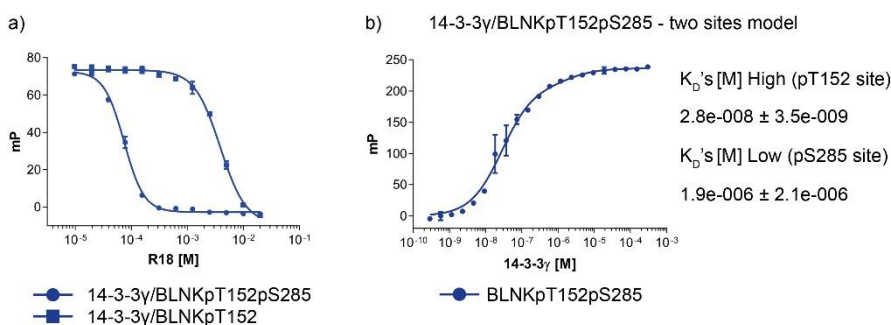 a)
80
60
40
20
0
mP
10⁻⁵ 10⁻⁴ 10⁻³ 10⁻² 10⁻¹
R18 [M]
14-3-3γ/BLNKpT152pS285
14-3-3γ/BLNKpT152
b) 14-3-3γ/BLNKpT152pS285 - two sites model
250
200
150
100
50
0
mP
10⁻¹⁰ 10⁻⁹ 10⁻⁸ 10⁻⁷ 10⁻⁶ 10⁻⁵ 10⁻⁴ 10⁻³
14-3-3γ [M]
BLNKpT152pS285
K_D's [M] High (pT152 site)
2.8e-008 ± 3.5e-009
K_D's [M] Low (pS285 site)
1.9e-006 ± 2.1e-006